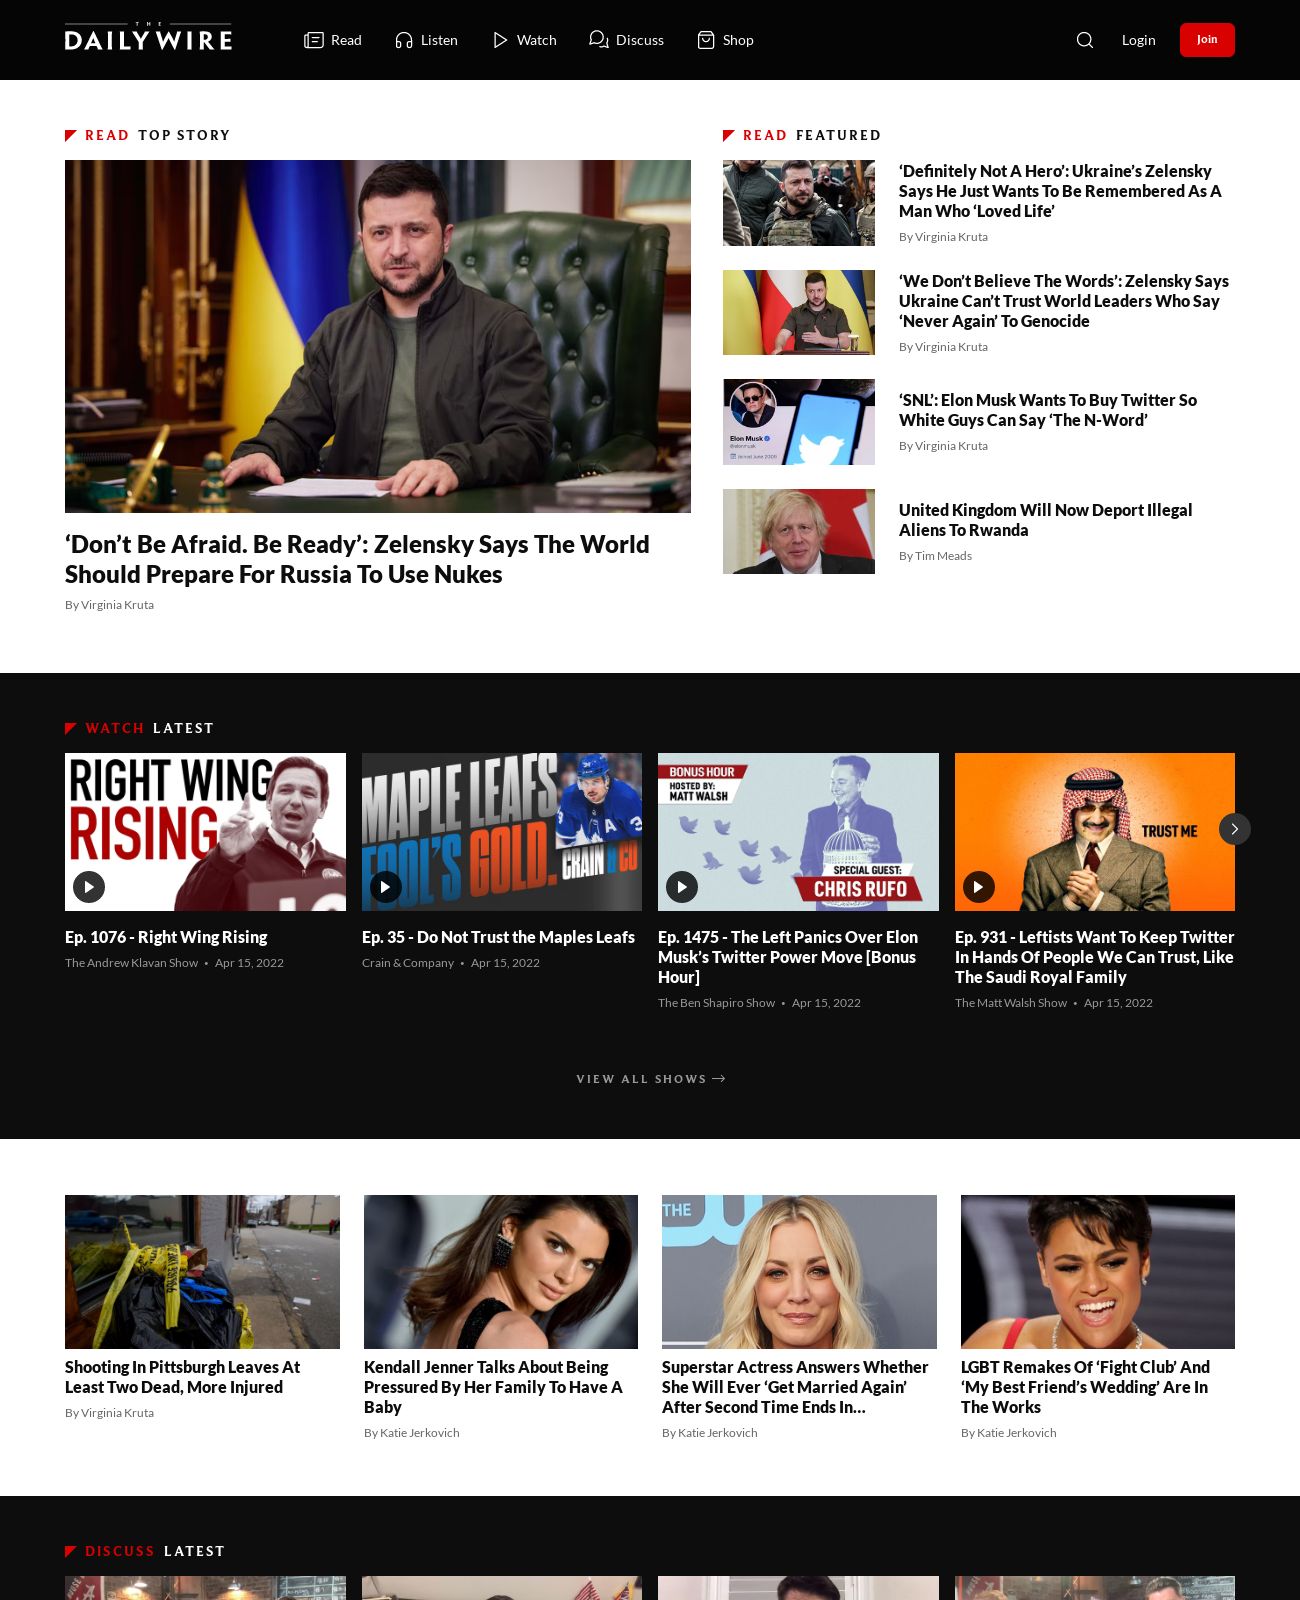 THE
DAILYWIRE
Read
Listen
Watch
Discuss
Shop
Login
Join
READ TOP STORY
‘Don’t Be Afraid. Be Ready’: Zelensky Says The World
Should Prepare For Russia To Use Nukes
By Virginia Kruta
READ FEATURED
‘Definitely Not A Hero’: Ukraine’s Zelensky
Says He Just Wants To Be Remembered As A
Man Who ‘Loved Life’
By Virginia Kruta
‘We Don’t Believe The Words’: Zelensky Says
Ukraine Can’t Trust World Leaders Who Say
‘Never Again’ To Genocide
By Virginia Kruta
Elon Musk
@elonmusk
Joined June 2009
‘SNL’: Elon Musk Wants To Buy Twitter So
White Guys Can Say ‘The N-Word’
By Virginia Kruta
United Kingdom Will Now Deport Illegal
Aliens To Rwanda
By Tim Meads
WATCH LATEST
RIGHT WING
RISING
Ep. 1076 - Right Wing Rising
The Andrew Klavan Show • Apr 15, 2022
MAPLE LEAFS
FOOL'S GOLD.
CRAIN & CO
Ep. 35 - Do Not Trust the Maples Leafs
Crain & Company • Apr 15, 2022
BONUS HOUR
HOSTED BY:
MATT WALSH
SPECIAL GUEST:
CHRIS RUFO
Ep. 1475 - The Left Panics Over Elon
Musk’s Twitter Power Move [Bonus
Hour]
The Ben Shapiro Show • Apr 15, 2022
TRUST ME
Ep. 931 - Leftists Want To Keep Twitter
In Hands Of People We Can Trust, Like
The Saudi Royal Family
The Matt Walsh Show • Apr 15, 2022
VIEW ALL SHOWS
Shooting In Pittsburgh Leaves At
Least Two Dead, More Injured
By Virginia Kruta
Kendall Jenner Talks About Being
Pressured By Her Family To Have A
Baby
By Katie Jerkovich
THE
Superstar Actress Answers Whether
She Will Ever ‘Get Married Again’
After Second Time Ends In...
By Katie Jerkovich
LGBT Remakes Of ‘Fight Club’ And
‘My Best Friend’s Wedding’ Are In
The Works
By Katie Jerkovich
DISCUSS LATEST